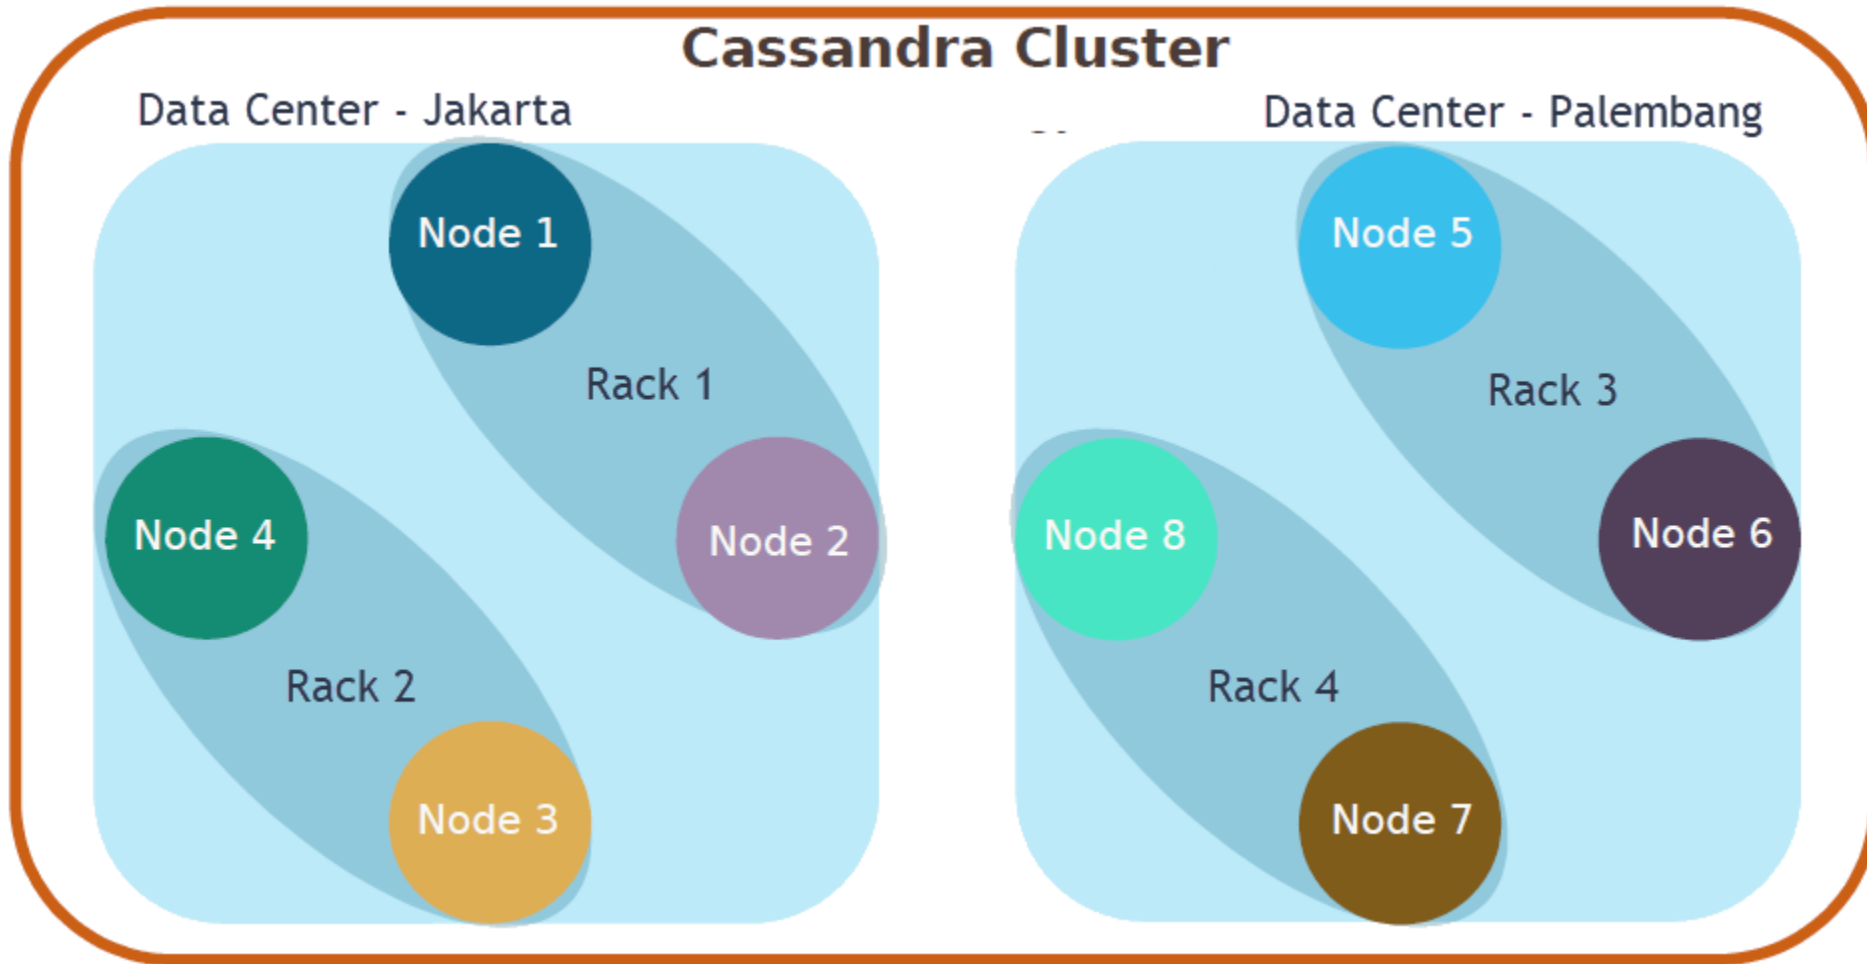 Cassandra Cluster
Data Center - Jakarta
Data Center - Palembang
Node 1
Rack 1
Node 4
Node 2
Rack 2
Node 3
Node 5
Rack 3
Node 8
Node 6
Rack 4
Node 7